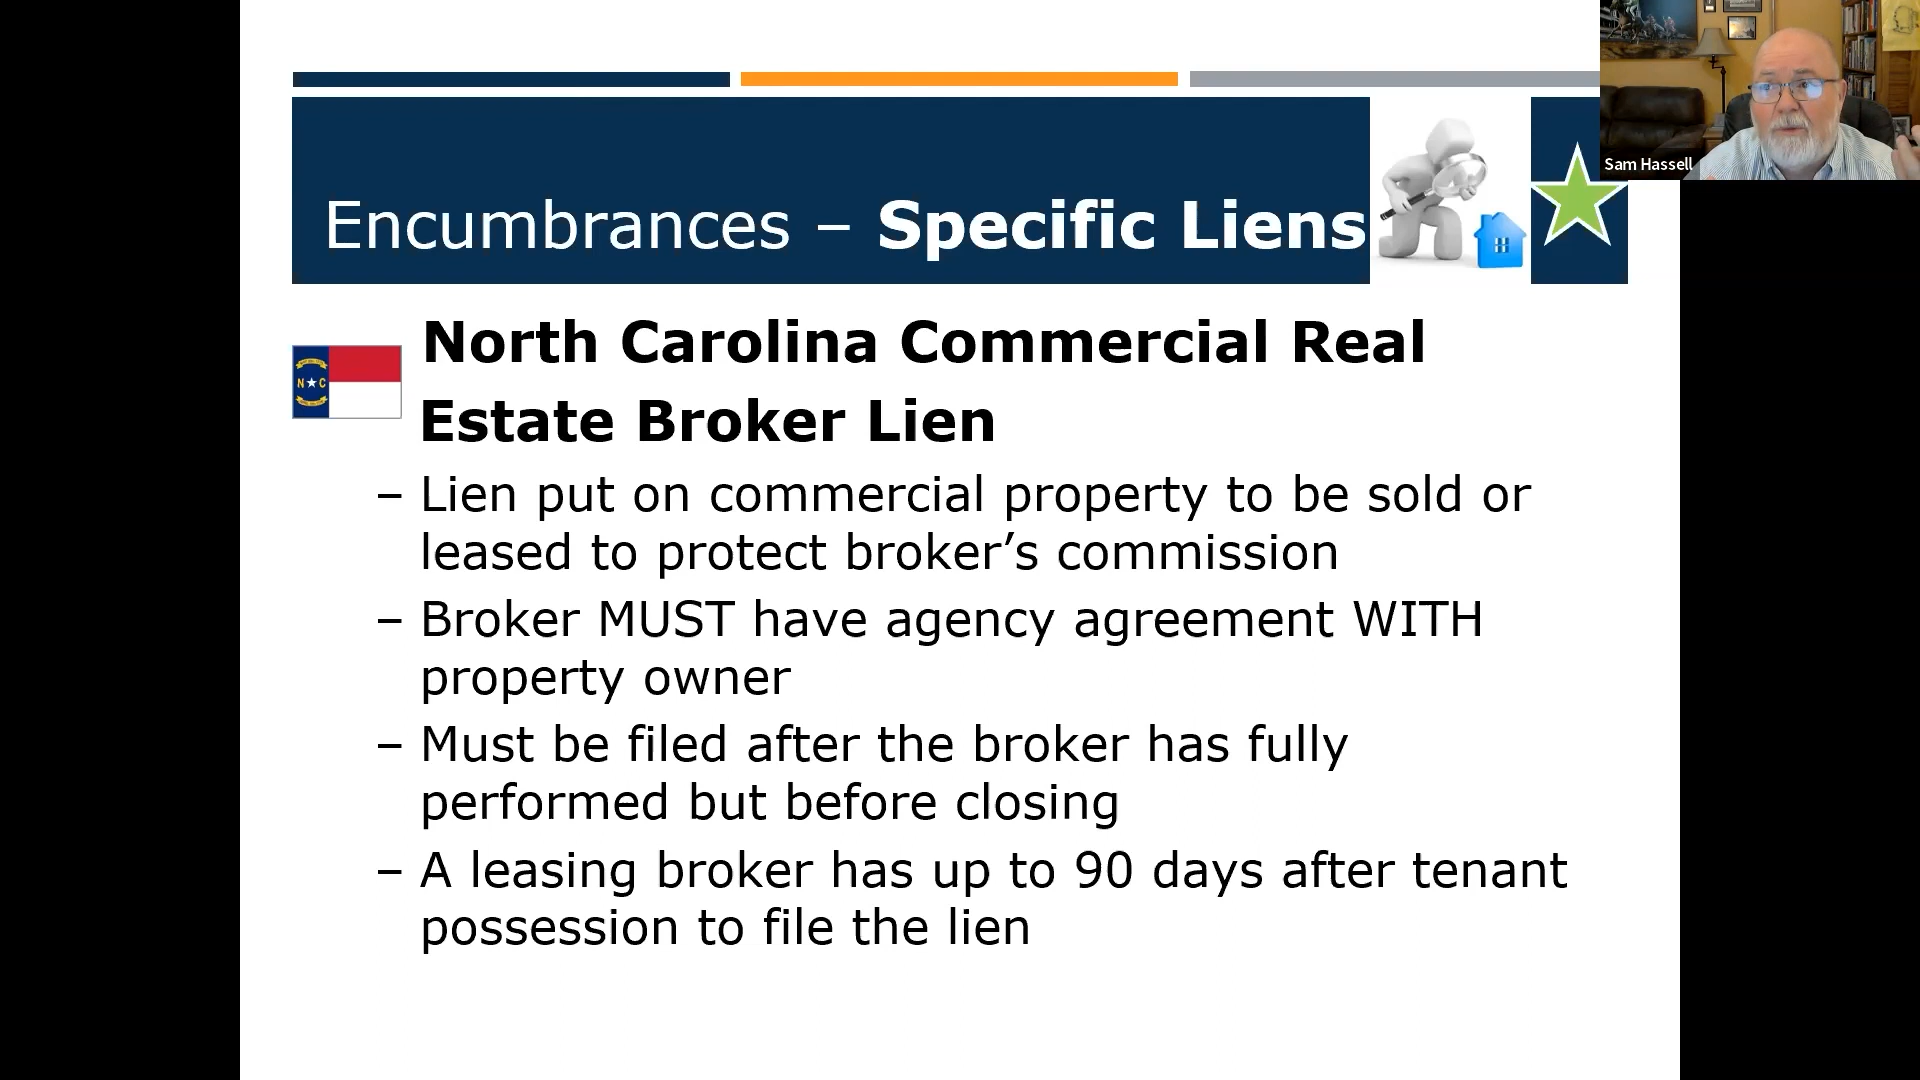 Sam Hassell
Encumbrances – Specific Liens
North Carolina Commercial Real
N C
Estate Broker Lien
– Lien put on commercial property to be sold or
leased to protect broker’s commission
– Broker MUST have agency agreement WITH
property owner
– Must be filed after the broker has fully
performed but before closing
– A leasing broker has up to 90 days after tenant
possession to file the lien